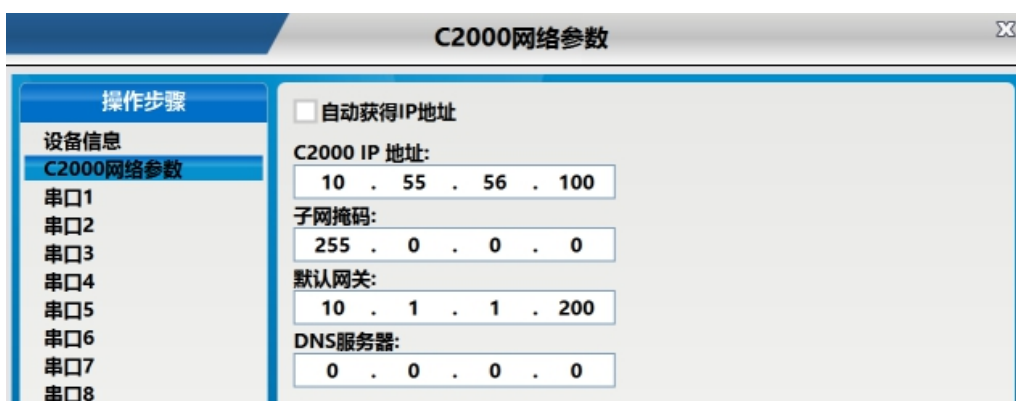 C2000网络参数
操作步骤
设备信息
C2000网络参数
串口1
串口2
串口3
串口4
串口5
串口6
串口7
串口8
自动获得IP地址
C2000 IP 地址:
10 . 55 . 56 . 100
子网掩码:
255 . 0 . 0 . 0
默认网关:
10 . 1 . 1 . 200
DNS服务器:
0 . 0 . 0 . 0